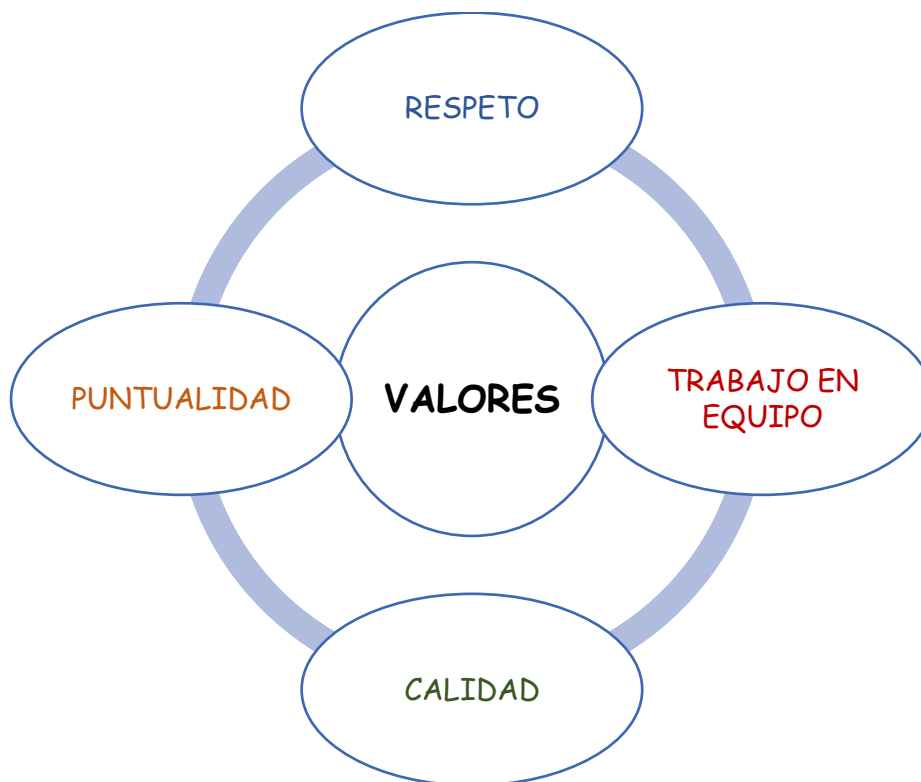 RESPETO
PUNTUALIDAD
VALORES
TRABAJO EN
EQUIPO
CALIDAD